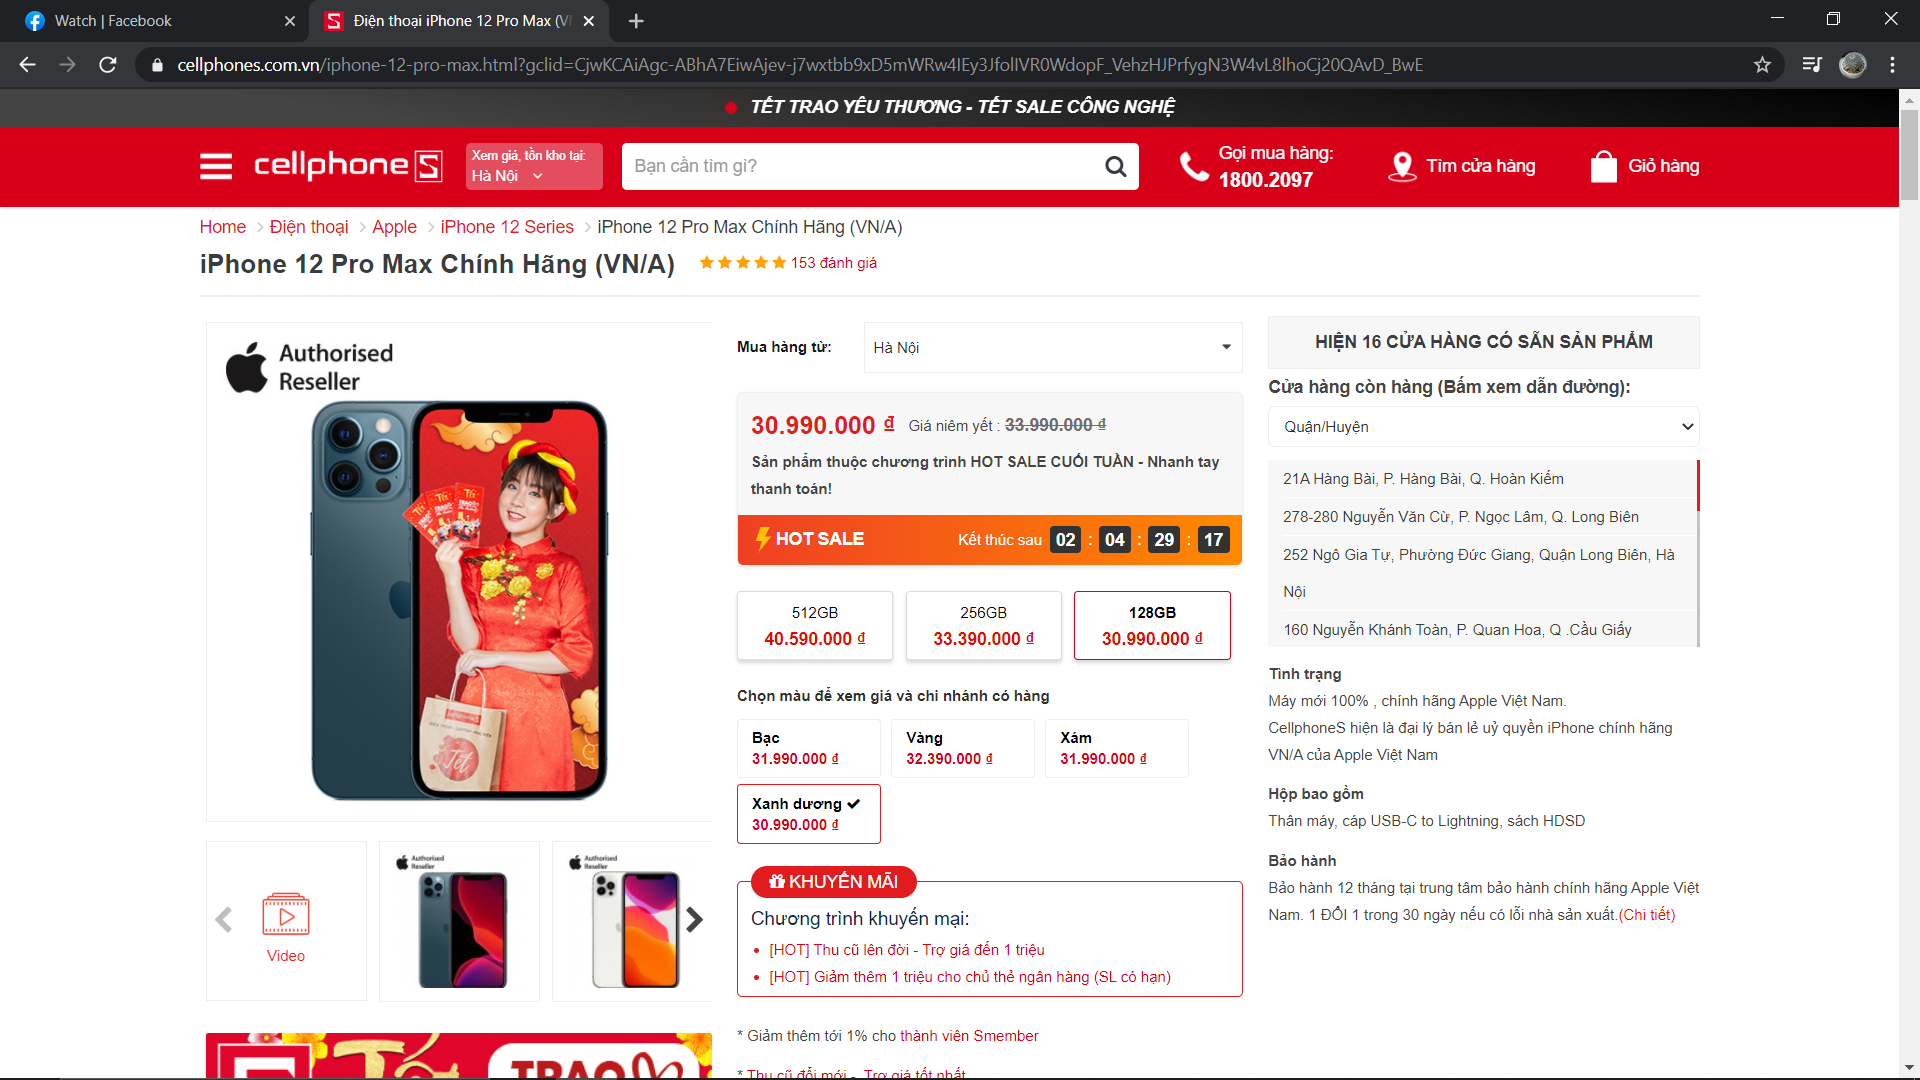 Watch | Facebook
Điện thoại iPhone 12 Pro Max (VN
cellphones.com.vn/iphone-12-pro-max.html?gclid=CjwKCAiAgc-ABhA7EiwAjev-j7wxtbb9xD5mWRw4IEy3JfolIVR0WdopF_VehzHJPrfygN3W4vL8lhoCj20QAvD_BwE
TẾT TRAO YÊU THƯƠNG - TẾT SALE CÔNG NGHỆ
cellphone S
Xem giá, tồn kho tại:
Hà Nội
Bạn cần tìm gì?
Gọi mua hàng:
1800.2097
Tìm cửa hàng
Giỏ hàng
Home > Điện thoại > Apple > iPhone 12 Series > iPhone 12 Pro Max Chính Hãng (VN/A)
iPhone 12 Pro Max Chính Hãng (VN/A)
153 đánh giá
Authorised
Reseller
Tết
Video
Authorised
Reseller
Authorised
Reseller
TRAO
Mua hàng từ:
Hà Nội
30.990.000 ₫ Giá niêm yết : 33.990.000 ₫
Sản phẩm thuộc chương trình HOT SALE CUỐI TUẦN - Nhanh tay
thanh toán!
HOT SALE
Kết thúc sau 02 : 04 : 29 : 17
512GB
40.590.000 ₫
256GB
33.390.000 ₫
128GB
30.990.000 ₫
Chọn màu để xem giá và chi nhánh có hàng
Bạc
31.990.000 ₫
Vàng
32.390.000 ₫
Xám
31.990.000 ₫
Xanh dương
30.990.000 ₫
KHUYẾN MÃI
Chương trình khuyến mại:
[HOT] Thu cũ lên đời - Trợ giá đến 1 triệu
[HOT] Giảm thêm 1 triệu cho chủ thẻ ngân hàng (SL có hạn)
* Giảm thêm tới 1% cho thành viên Smember
* Thu cũ đổi mới - Trợ giá tốt nhất
HIỆN 16 CỬA HÀNG CÓ SẴN SẢN PHẨM
Cửa hàng còn hàng (Bấm xem dẫn đường):
Quận/Huyện
21A Hàng Bài, P. Hàng Bài, Q. Hoàn Kiếm
278-280 Nguyễn Văn Cừ, P. Ngọc Lâm, Q. Long Biên
252 Ngô Gia Tự, Phường Đức Giang, Quận Long Biên, Hà
Nội
160 Nguyễn Khánh Toàn, P. Quan Hoa, Q .Cầu Giấy
Tình trạng
Máy mới 100% , chính hãng Apple Việt Nam.
CellphoneS hiện là đại lý bán lẻ uỷ quyền iPhone chính hãng
VN/A của Apple Việt Nam
Hộp bao gồm
Thân máy, cáp USB-C to Lightning, sách HDSD
Bảo hành
Bảo hành 12 tháng tại trung tâm bảo hành chính hãng Apple Việt
Nam. 1 ĐỔI 1 trong 30 ngày nếu có lỗi nhà sản xuất.(Chi tiết)